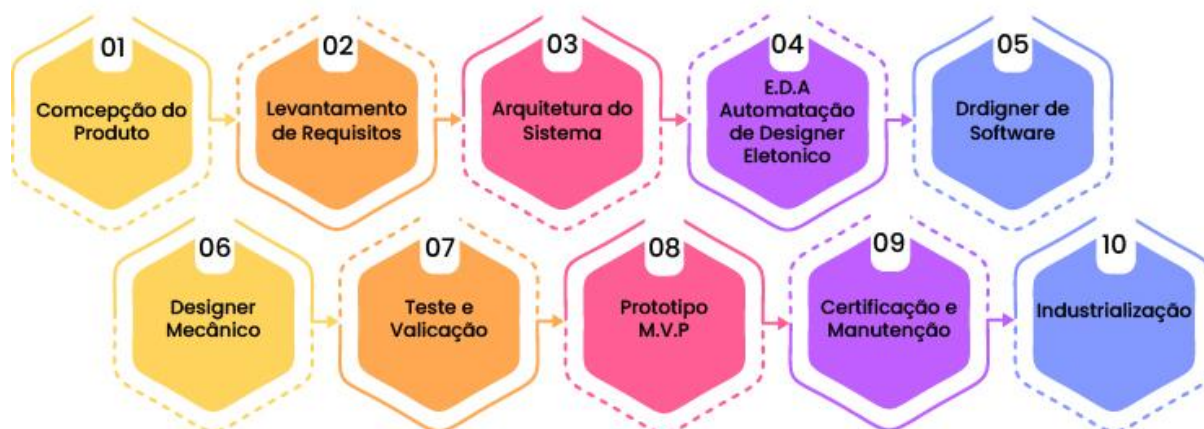 01
Comcepção do
Produto
02
Levantamento
de Requisitos
03
Arquitetura do
Sistema
04
E.D.A
Automatação
de Designer
Eletonico
05
Drdigner de
Software
06
Designer
Mecânico
07
Teste e
Valicação
08
Prototipo
M.V.P
09
Certificação e
Manutenção
10
Industrialização